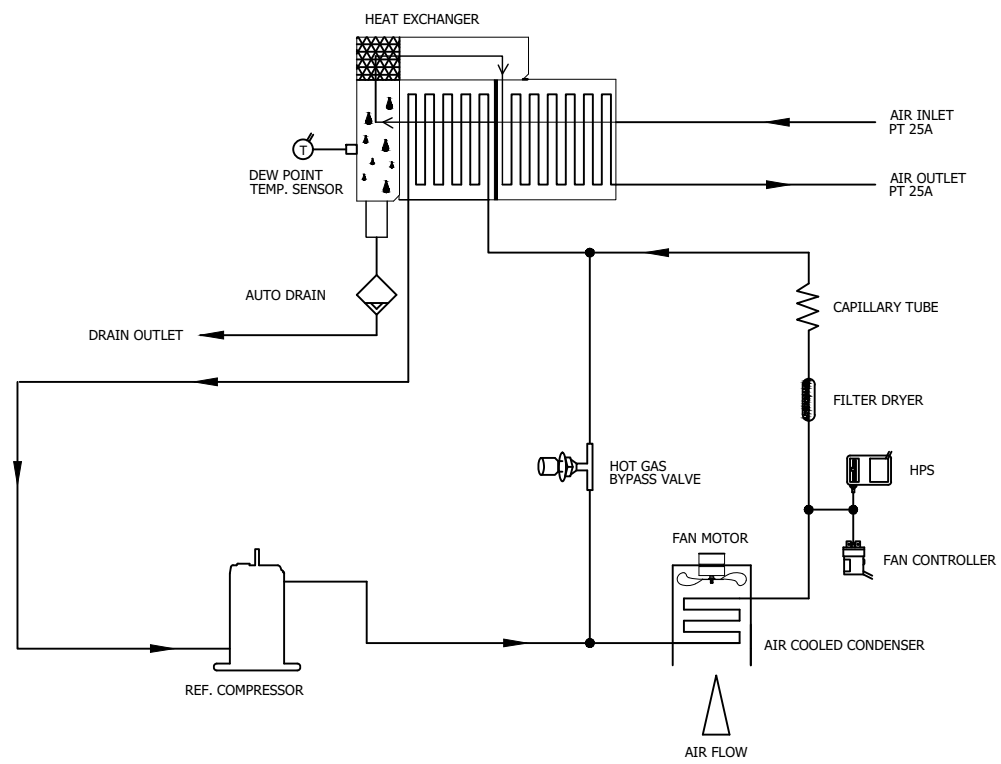 HEAT EXCHANGER
AIR INLET
PT 25A
T
DEW POINT
TEMP. SENSOR
AIR OUTLET
PT 25A
AUTO DRAIN
CAPILLARY TUBE
DRAIN OUTLET
FILTER DRYER
HOT GAS
BYPASS VALVE
HPS
FAN MOTOR
FAN CONTROLLER
AIR COOLED CONDENSER
REF. COMPRESSOR
AIR FLOW